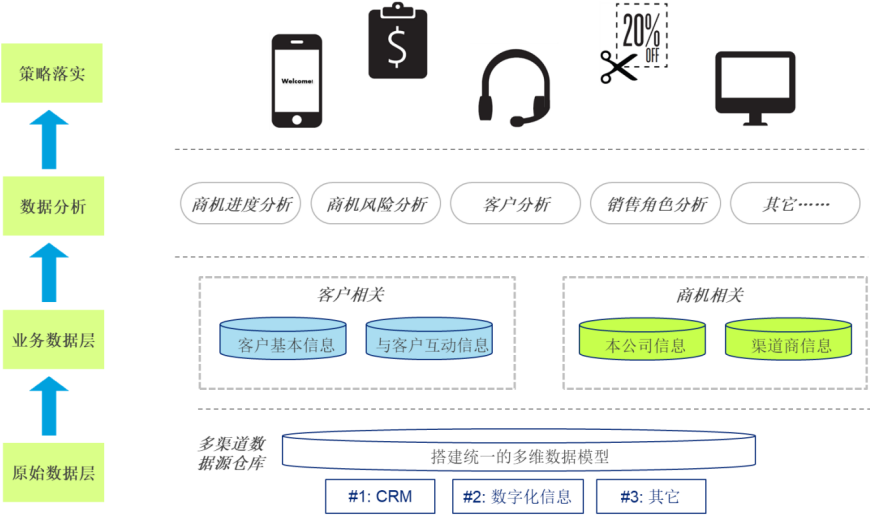 20%
OFF
策略落实
Welcome!
数据分析
商机进度分析
商机风险分析
客户分析
销售角色分析
其它……
客户相关
商机相关
业务数据层
客户基本信息
与客户互动信息
本公司信息
渠道商信息
多渠道数
据源仓库
搭建统一的多维数据模型
原始数据层
#1: CRM
#2: 数字化信息
#3: 其它